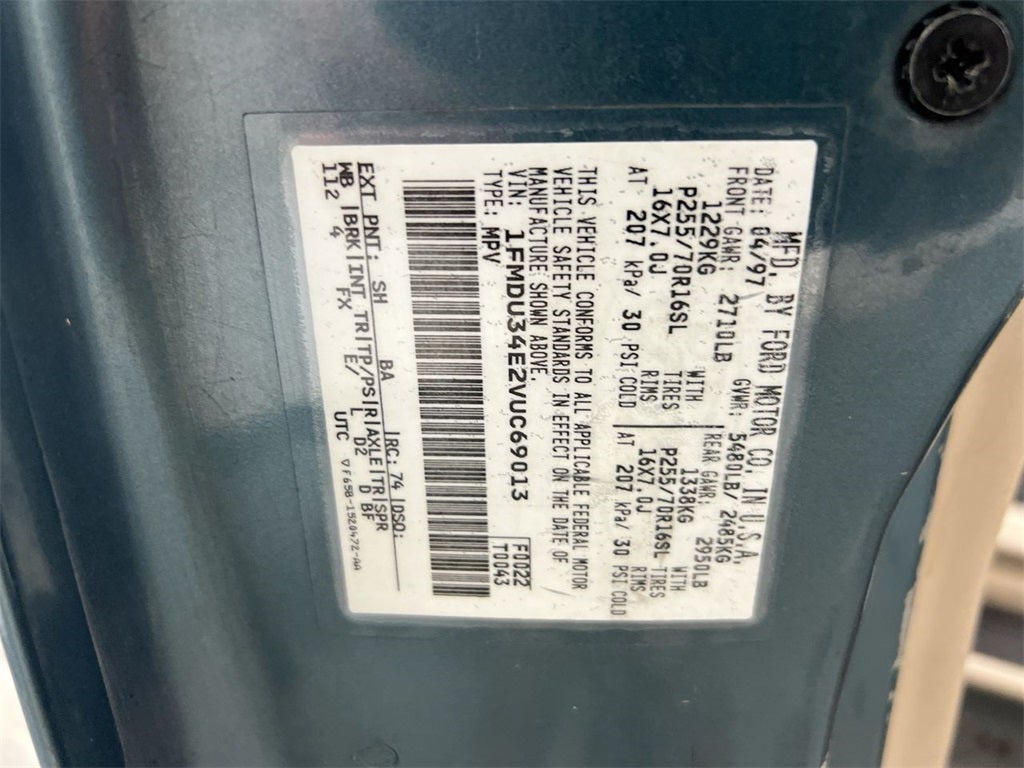 MFD. BY FORD MOTOR CO. IN U.S.A.
DATE: 04/97 GVWR: 5480LB/ 2485KG
FRONT GAWR: 2710LB REAR GAWR: 2950LB
1229KG WITH 1338KG WITH
P255/70R16SL TIRES P255/70R16SL TIRES
16X7.0J RIMS 16X7.0J RIMS
AT 207 kPa/ 30 PSI COLD AT 207 kPa/ 30 PSI COLD
THIS VEHICLE CONFORMS TO ALL APPLICABLE FEDERAL MOTOR
VEHICLE SAFETY STANDARDS IN EFFECT ON THE DATE OF
MANUFACTURE SHOWN ABOVE.
VIN: 1FMDU34E2VUC69013 F0022
TYPE: MPV T0043
EXT PNT: SH BA RC: 74 DSO:
WB BRK INT TR TP/PS R AXLE TR SPR
112 4 FX E/ L D2 D BF
UTC ▽F65B-1520472-AA